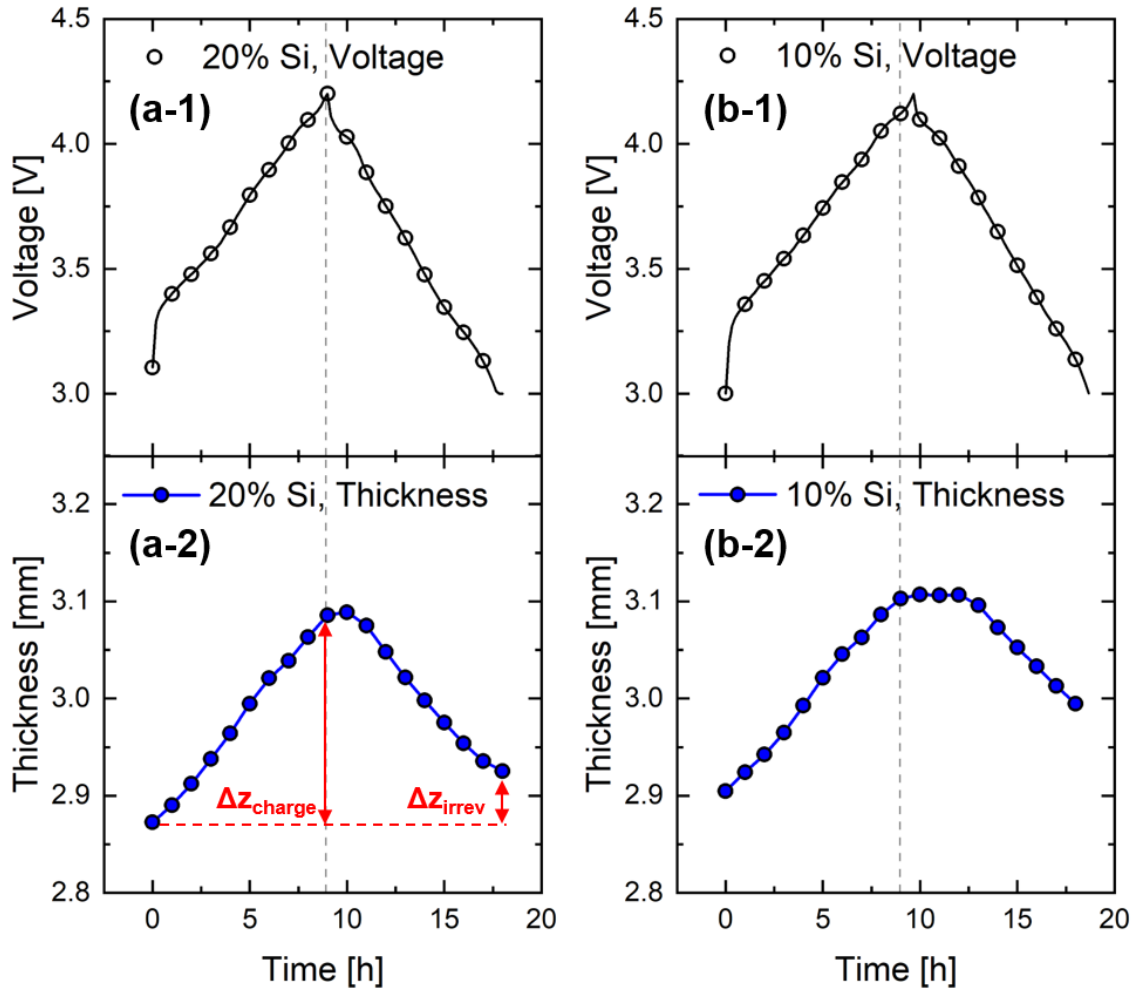 20% Si, Voltage
(a-1)
Voltage [V]
4.5
4.0
3.5
3.0
10% Si, Voltage
(b-1)
Voltage [V]
4.5
4.0
3.5
3.0
20% Si, Thickness
(a-2)
Thickness [mm]
3.2
3.1
3.0
2.9
2.8
Δzcharge
Δzirrev
0 5 10 15 20
Time [h]
10% Si, Thickness
(b-2)
Thickness [mm]
3.2
3.1
3.0
2.9
2.8
0 5 10 15 20
Time [h]